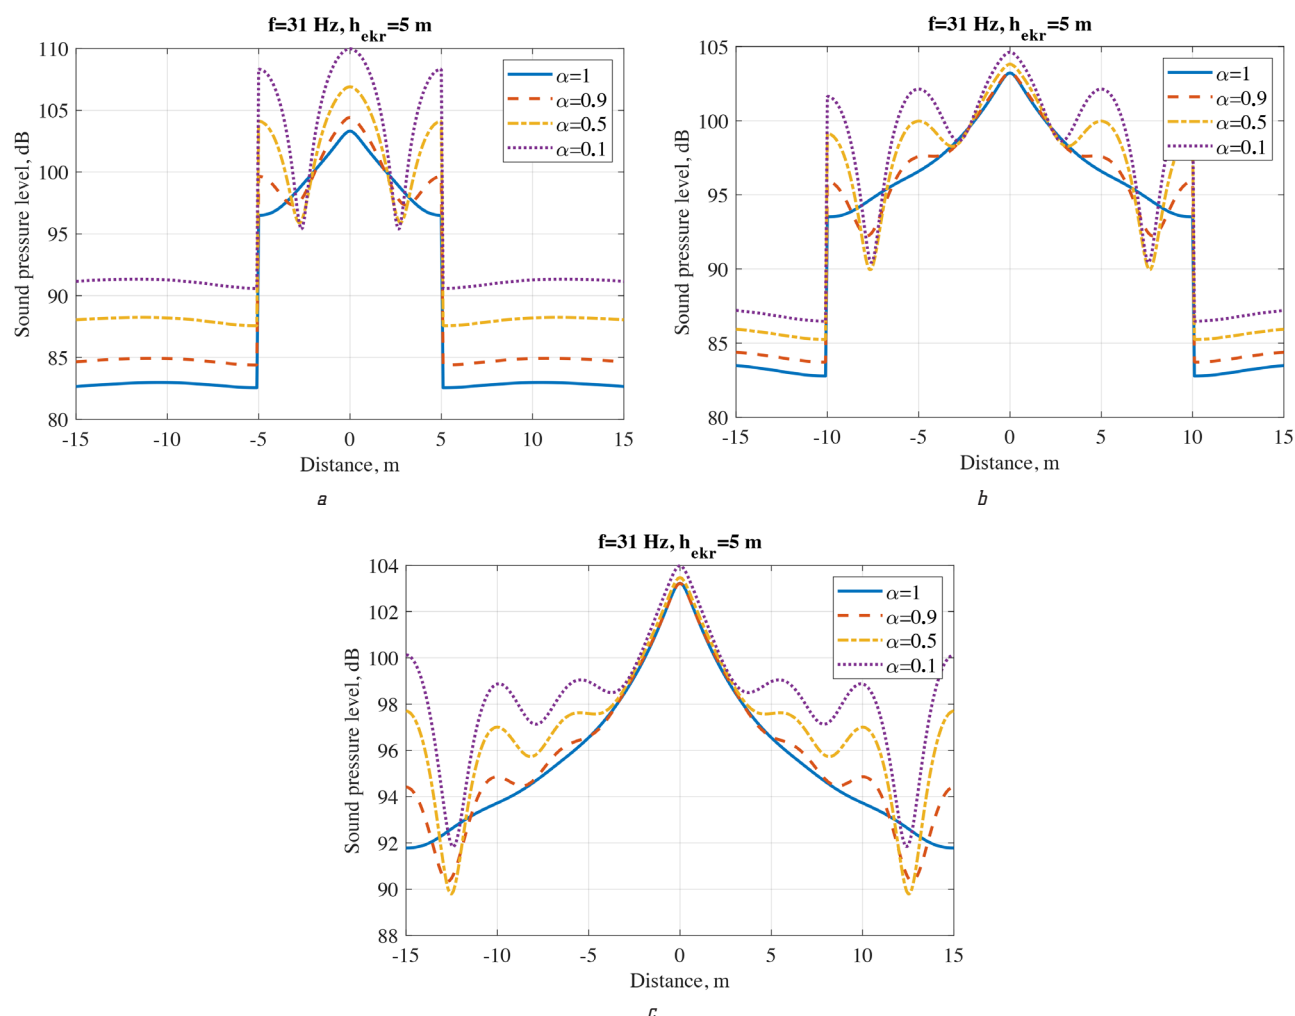 f=31 Hz, h_ekr=5 m
110
105
100
95
90
85
80
Sound pressure level, dB
α=1
α=0.9
α=0.5
α=0.1
-15
-10
-5
0
5
10
15
Distance, m
a
f=31 Hz, h_ekr=5 m
105
100
95
90
85
80
Sound pressure level, dB
α=1
α=0.9
α=0.5
α=0.1
-15
-10
-5
0
5
10
15
Distance, m
b
f=31 Hz, h_ekr=5 m
104
102
100
98
96
94
92
90
88
Sound pressure level, dB
α=1
α=0.9
α=0.5
α=0.1
-15
-10
-5
0
5
10
15
Distance, m
c